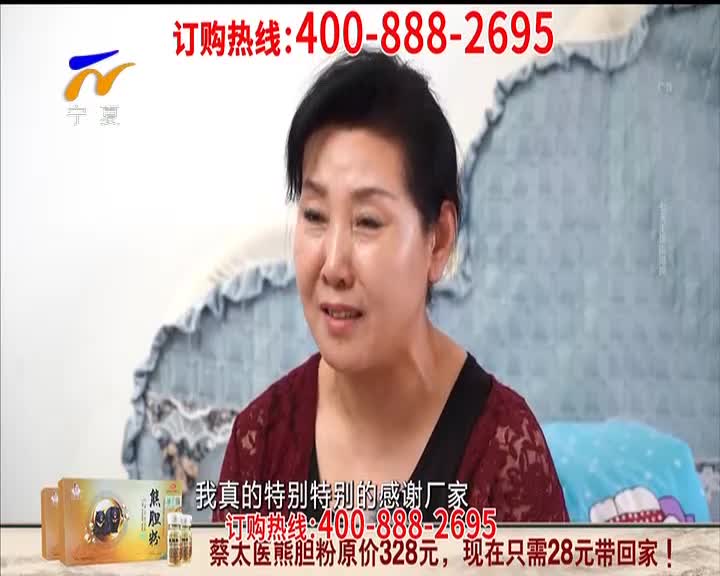 订购热线:400-888-2695
宁夏
熊胆粉
我真的特别特别的感谢厂家
订购热线:400-888-2695
蔡太医熊胆粉原价328元，现在只需28元带回家！